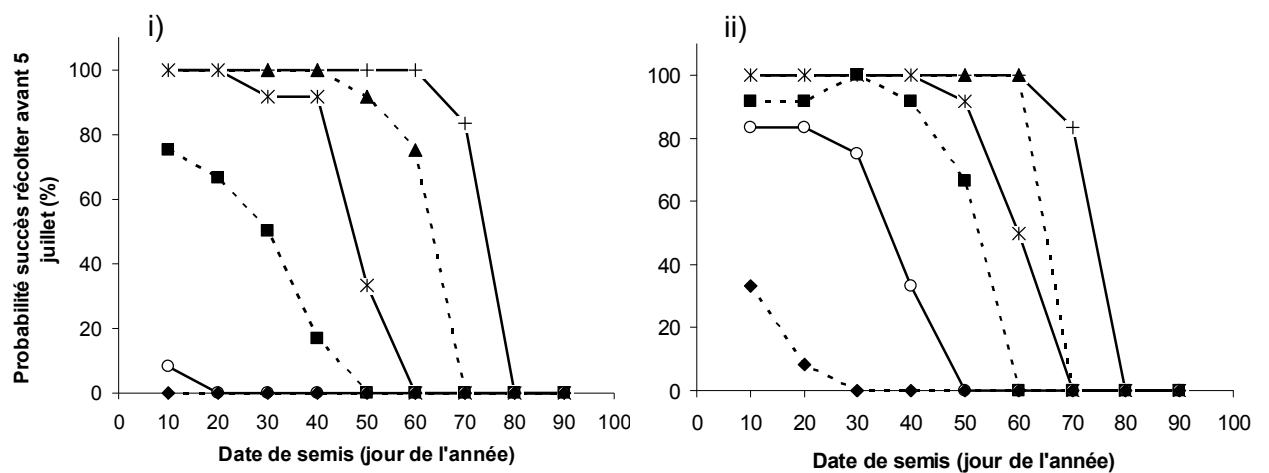 i)
ii)
Probabilité succès récolter avant 5
juillet (%)
100
80
60
40
20
0
0 10 20 30 40 50 60 70 80 90 100
Date de semis (jour de l'année)
100
80
60
40
20
0
0 10 20 30 40 50 60 70 80 90 100
Date de semis (jour de l'année)